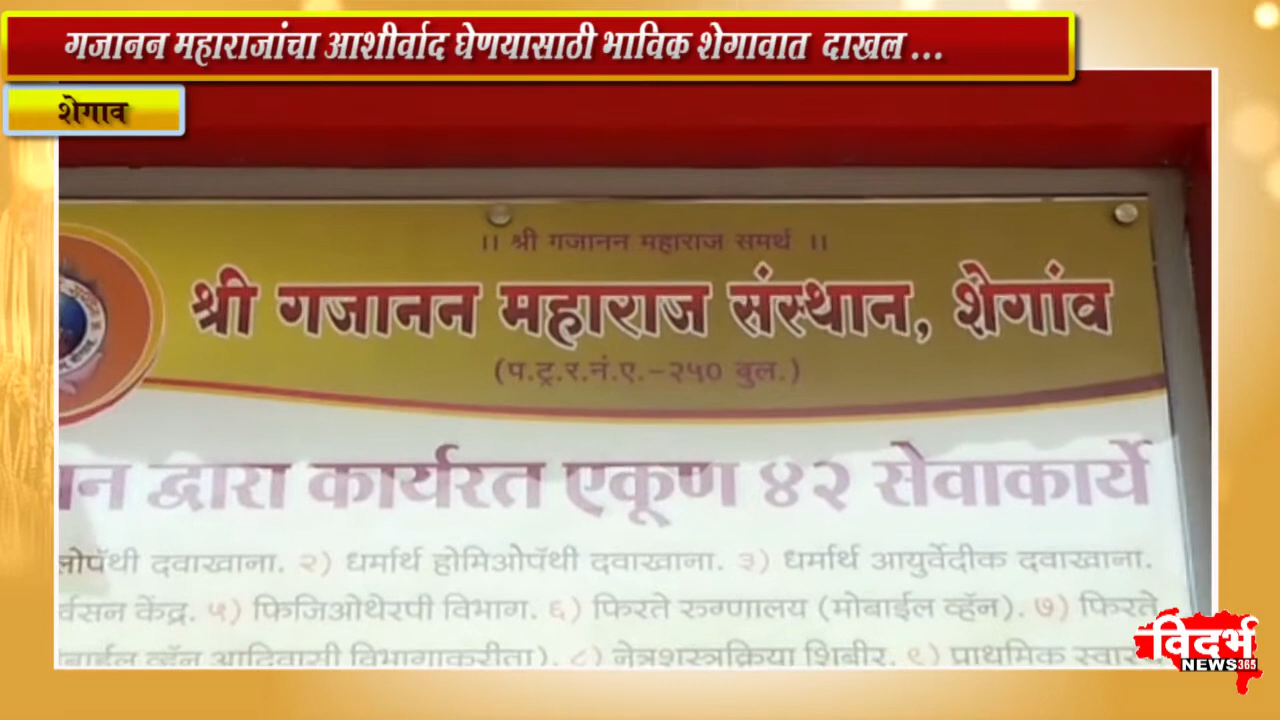 गजानन महाराजांचा आशीर्वाद घेणयासाठी भाविक शेगावात दाखल ...
शेगाव
।। श्री गजानन महाराज समर्थ ।।
श्री गजानन महाराज संस्थान, शेगांव
(प.ट्र.र.नं.ए.-२५० बुल.)
द्वारा कार्यरत एकूण ४२ सेवाकार्ये
दवाखाना. २) धर्मार्थ होमिओपॅथी दवाखाना. ३) धर्मार्थ आयुर्वेदीक दवाखाना.
केंद्र. ५) फिजिओथेरपी विभाग. ६) फिरते रुग्णालय (मोबाईल व्हॅन). ७) फिरते
व्हॅन आदिवासी विभागाकरीता). ८) नेत्रशस्त्रक्रिया शिबीर. ९) प्राथमिक
विदर्भ
NEWS365